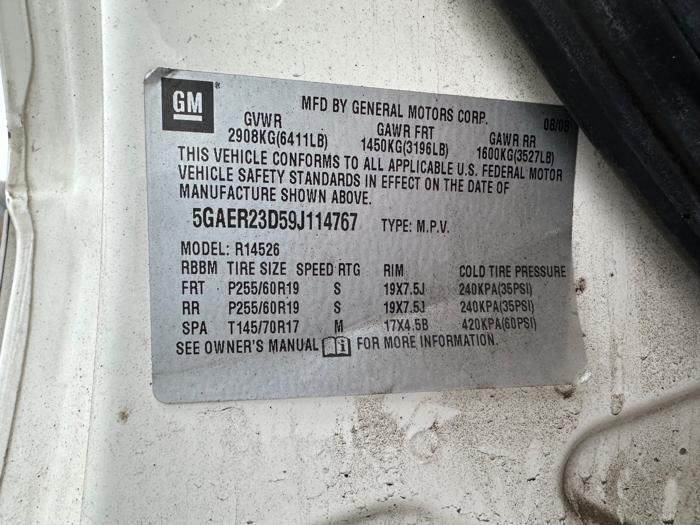 GM
MFD BY GENERAL MOTORS CORP. 08/08
GVWR GAWR FRT GAWR RR
2908KG(6411LB) 1450KG(3196LB) 1600KG(3527LB)
THIS VEHICLE CONFORMS TO ALL APPLICABLE U.S. FEDERAL MOTOR
VEHICLE SAFETY STANDARDS IN EFFECT ON THE DATE OF
MANUFACTURE SHOWN ABOVE.
5GAER23D59J114767 TYPE: M.P.V.
MODEL: R14526
RBBM TIRE SIZE SPEED RTG RIM COLD TIRE PRESSURE
FRT P255/60R19 S 19X7.5J 240KPA(35PSI)
RR P255/60R19 S 19X7.5J 240KPA(35PSI)
SPA T145/70R17 M 17X4.5B 420KPA(60PSI)
SEE OWNER'S MANUAL FOR MORE INFORMATION.